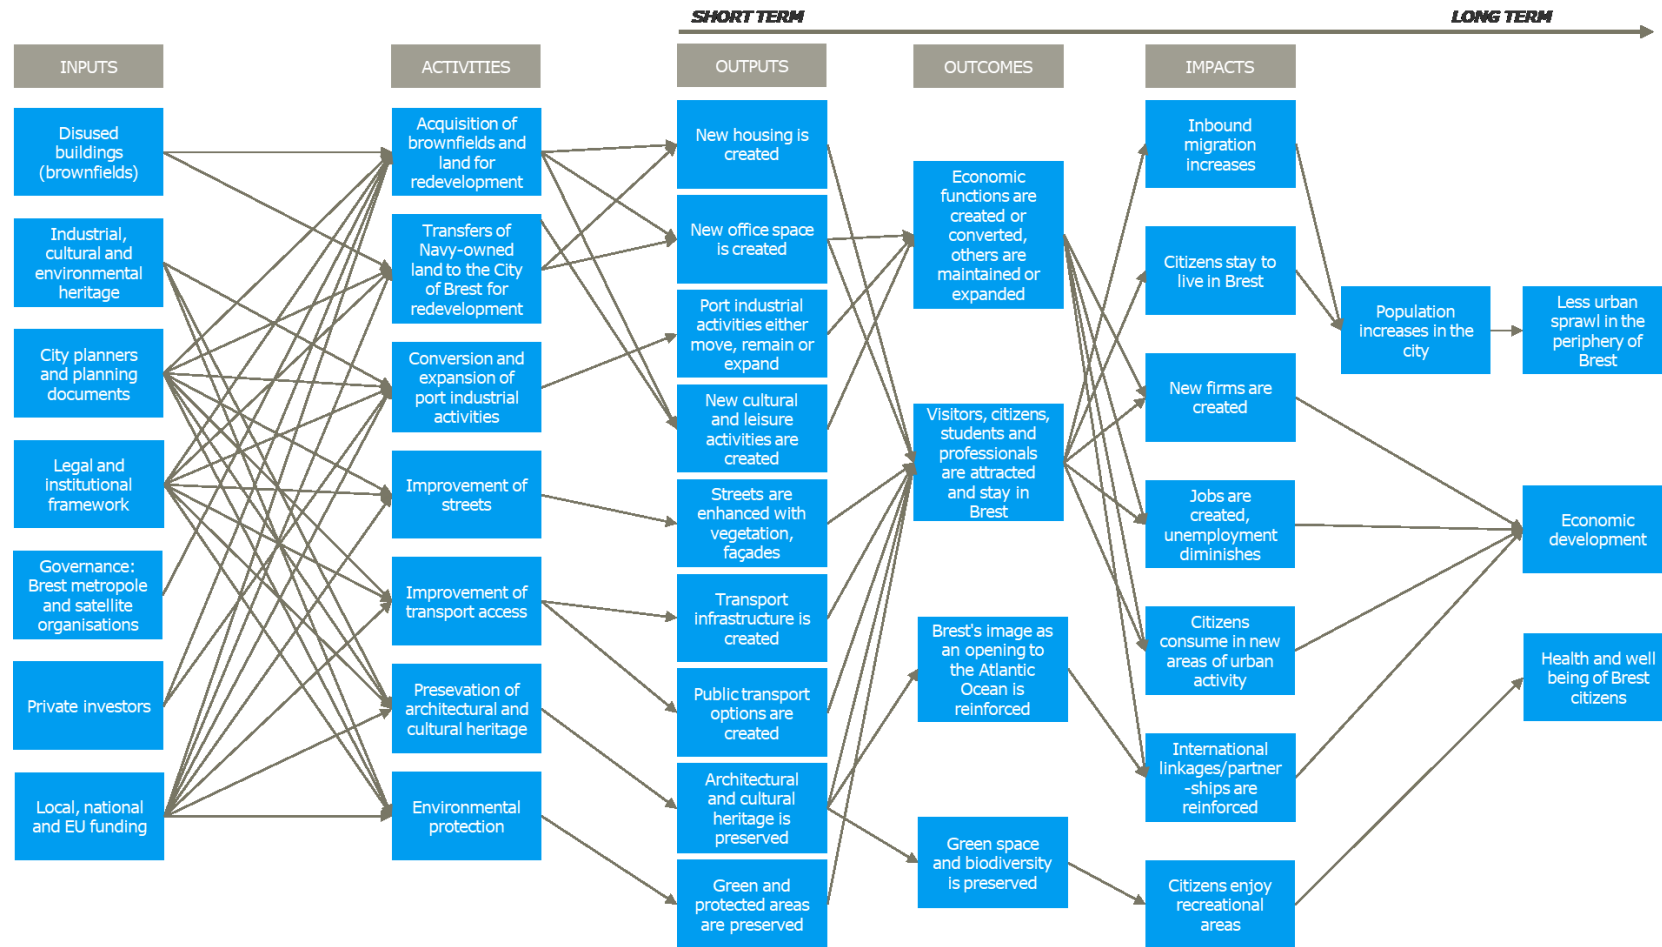 SHORT TERM
LONG TERM
INPUTS
ACTIVITIES
OUTPUTS
OUTCOMES
IMPACTS
Disused
buildings
(brownfields)
Industrial,
cultural and
environmental
heritage
City planners
and planning
documents
Legal and
institutional
framework
Governance:
Brest metropole
and satellite
organisations
Private investors
Local, national
and EU funding
Acquisition of
brownfields and
land for
redevelopment
Transfers of
Navy-owned
land to the City
of Brest for
redevelopment
Conversion and
expansion of
port industrial
activities
Improvement of
streets
Improvement of
transport access
Presevation of
architectural and
cultural heritage
Environmental
protection
New housing is
created
New office space
is created
Port industrial
activities either
move, remain or
expand
New cultural
and leisure
activities are
created
Streets are
enhanced with
vegetation,
façades
Transport
infrastructure is
created
Public transport
options are
created
Architectural
and cultural
heritage is
preserved
Green and
protected areas
are preserved
Economic
functions are
created or
converted,
others are
maintained or
expanded
Visitors, citizens,
students and
professionals
are attracted
and stay in
Brest
Brest's image as
an opening to
the Atlantic
Ocean is
reinforced
Green space
and biodiversity
is preserved
Inbound
migration
increases
Citizens stay to
live in Brest
New firms are
created
Jobs are
created,
unemployment
diminishes
Citizens
consume in new
areas of urban
activity
International
linkages/partner
-ships are
reinforced
Citizens enjoy
recreational
areas
Population
increases in the
city
Less urban
sprawl in the
periphery of
Brest
Economic
development
Health and well
being of Brest
citizens